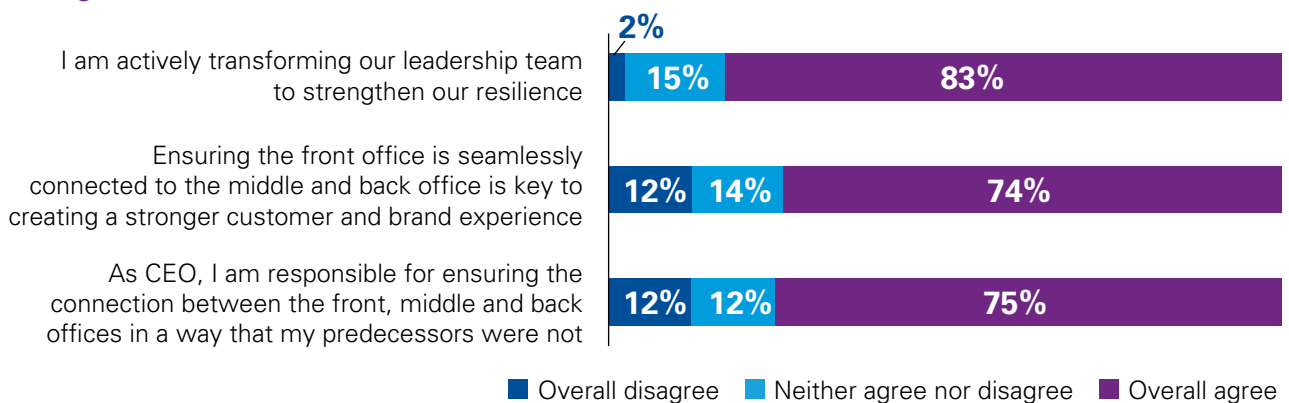 2%
I am actively transforming our leadership team
to strengthen our resilience
15% 83%
Ensuring the front office is seamlessly
connected to the middle and back office is key to
creating a stronger customer and brand experience
12% 14% 74%
As CEO, I am responsible for ensuring the
connection between the front, middle and back
offices in a way that my predecessors were not
12% 12% 75%
Overall disagree Neither agree nor disagree Overall agree